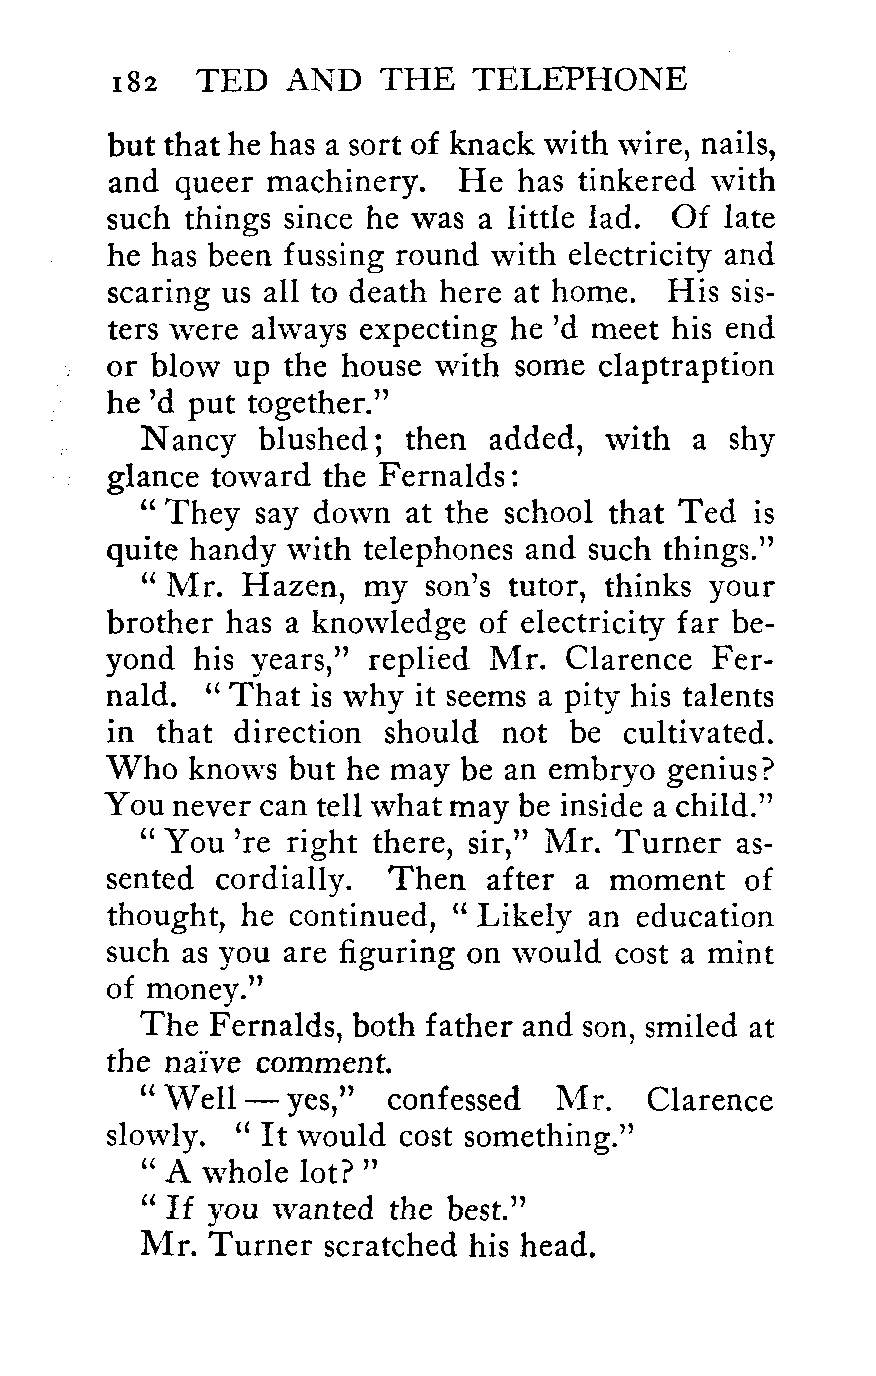 182 TED AND THE TELEPHONE
but that he has a sort of knack with wire, nails,
and queer machinery. He has tinkered with
such things since he was a little lad. Of late
he has been fussing round with electricity and
scaring us all to death here at home. His sis-
ters were always expecting he 'd meet his end
or blow up the house with some claptraption
he 'd put together."
Nancy blushed; then added, with a shy
glance toward the Fernalds:
" They say down at the school that Ted is
quite handy with telephones and such things."
" Mr. Hazen, my son's tutor, thinks your
brother has a knowledge of electricity far be-
yond his years," replied Mr. Clarence Fer-
nald. " That is why it seems a pity his talents
in that direction should not be cultivated.
Who knows but he may be an embryo genius?
You never can tell what may be inside a child."
" You 're right there, sir," Mr. Turner as-
sented cordially. Then after a moment of
thought, he continued, " Likely an education
such as you are figuring on would cost a mint
of money."
The Fernalds, both father and son, smiled at
the naïve comment.
" Well — yes," confessed Mr. Clarence
slowly. " It would cost something."
" A whole lot? "
" If you wanted the best."
Mr. Turner scratched his head.